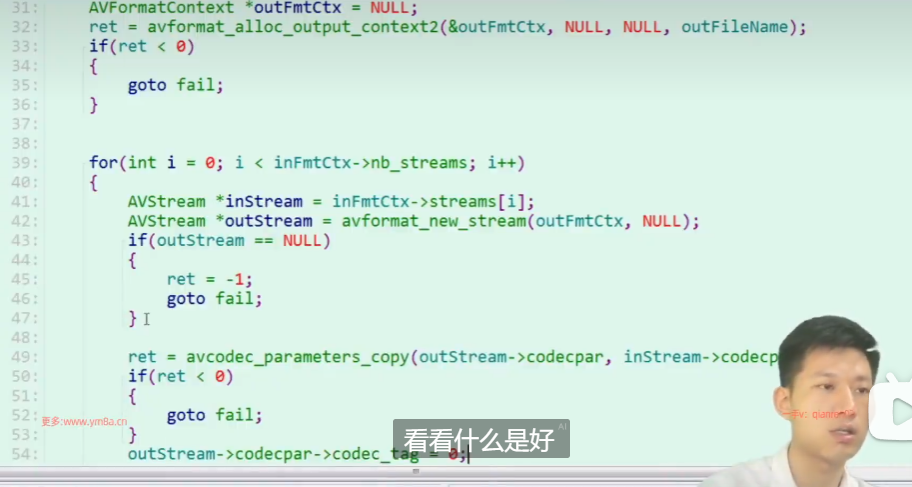 31: AVFormatContext *outFmtCtx = NULL;
32: ret = avformat_alloc_output_context2(&outFmtCtx, NULL, NULL, outFileName);
33: if(ret < 0)
34: {
35: goto fail;
36: }
37:
38:
39: for(int i = 0; i < inFmtCtx->nb_streams; i++)
40: {
41: AVStream *inStream = inFmtCtx->streams[i];
42: AVStream *outStream = avformat_new_stream(outFmtCtx, NULL);
43: if(outStream == NULL)
44: {
45: ret = -1;
46: goto fail;
47: }
48:
49: ret = avcodec_parameters_copy(outStream->codecpar, inStream->codecp
50: if(ret < 0)
51: {
52: goto fail;
更多:www.ym8a.cn
53: }
54: outStream->codecpar->codec_tag = 0;
看看什么是好
AI